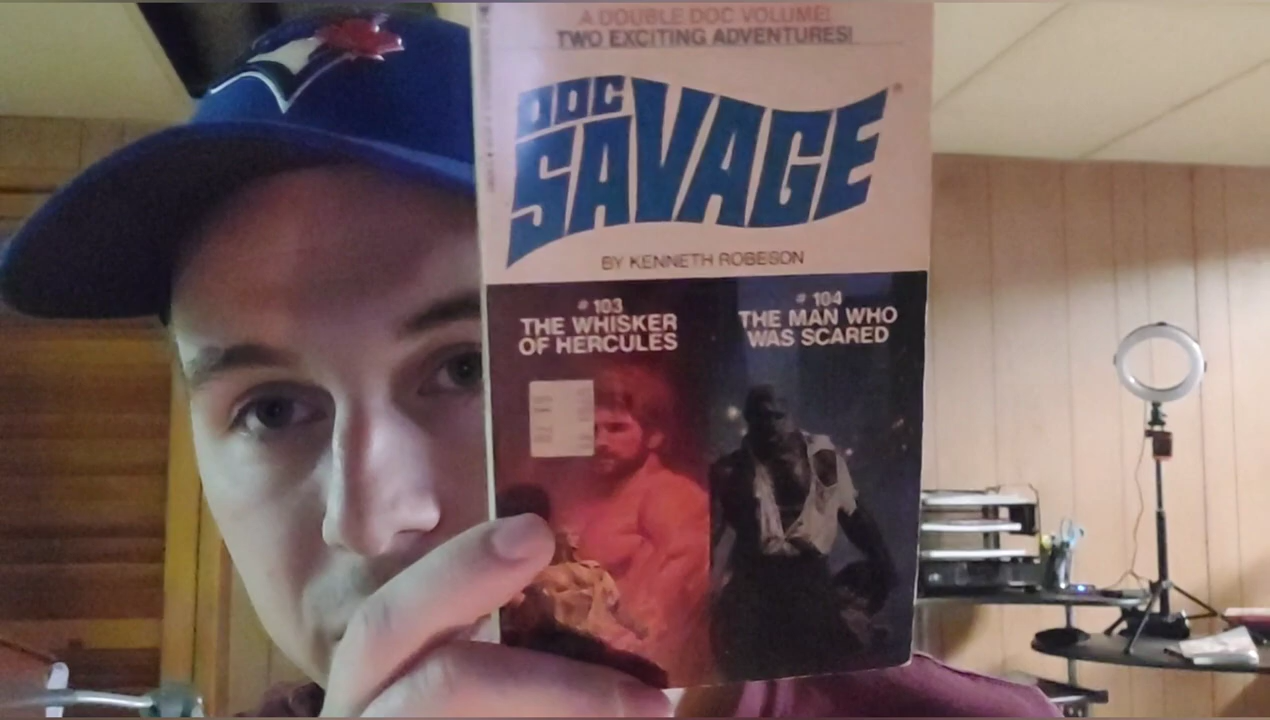 A DOUBLE DOC VOLUME!
TWO EXCITING ADVENTURES!
DOC
SAVAGE®
BY KENNETH ROBESON
# 103
THE WHISKER
OF HERCULES
# 104
THE MAN WHO
WAS SCARED